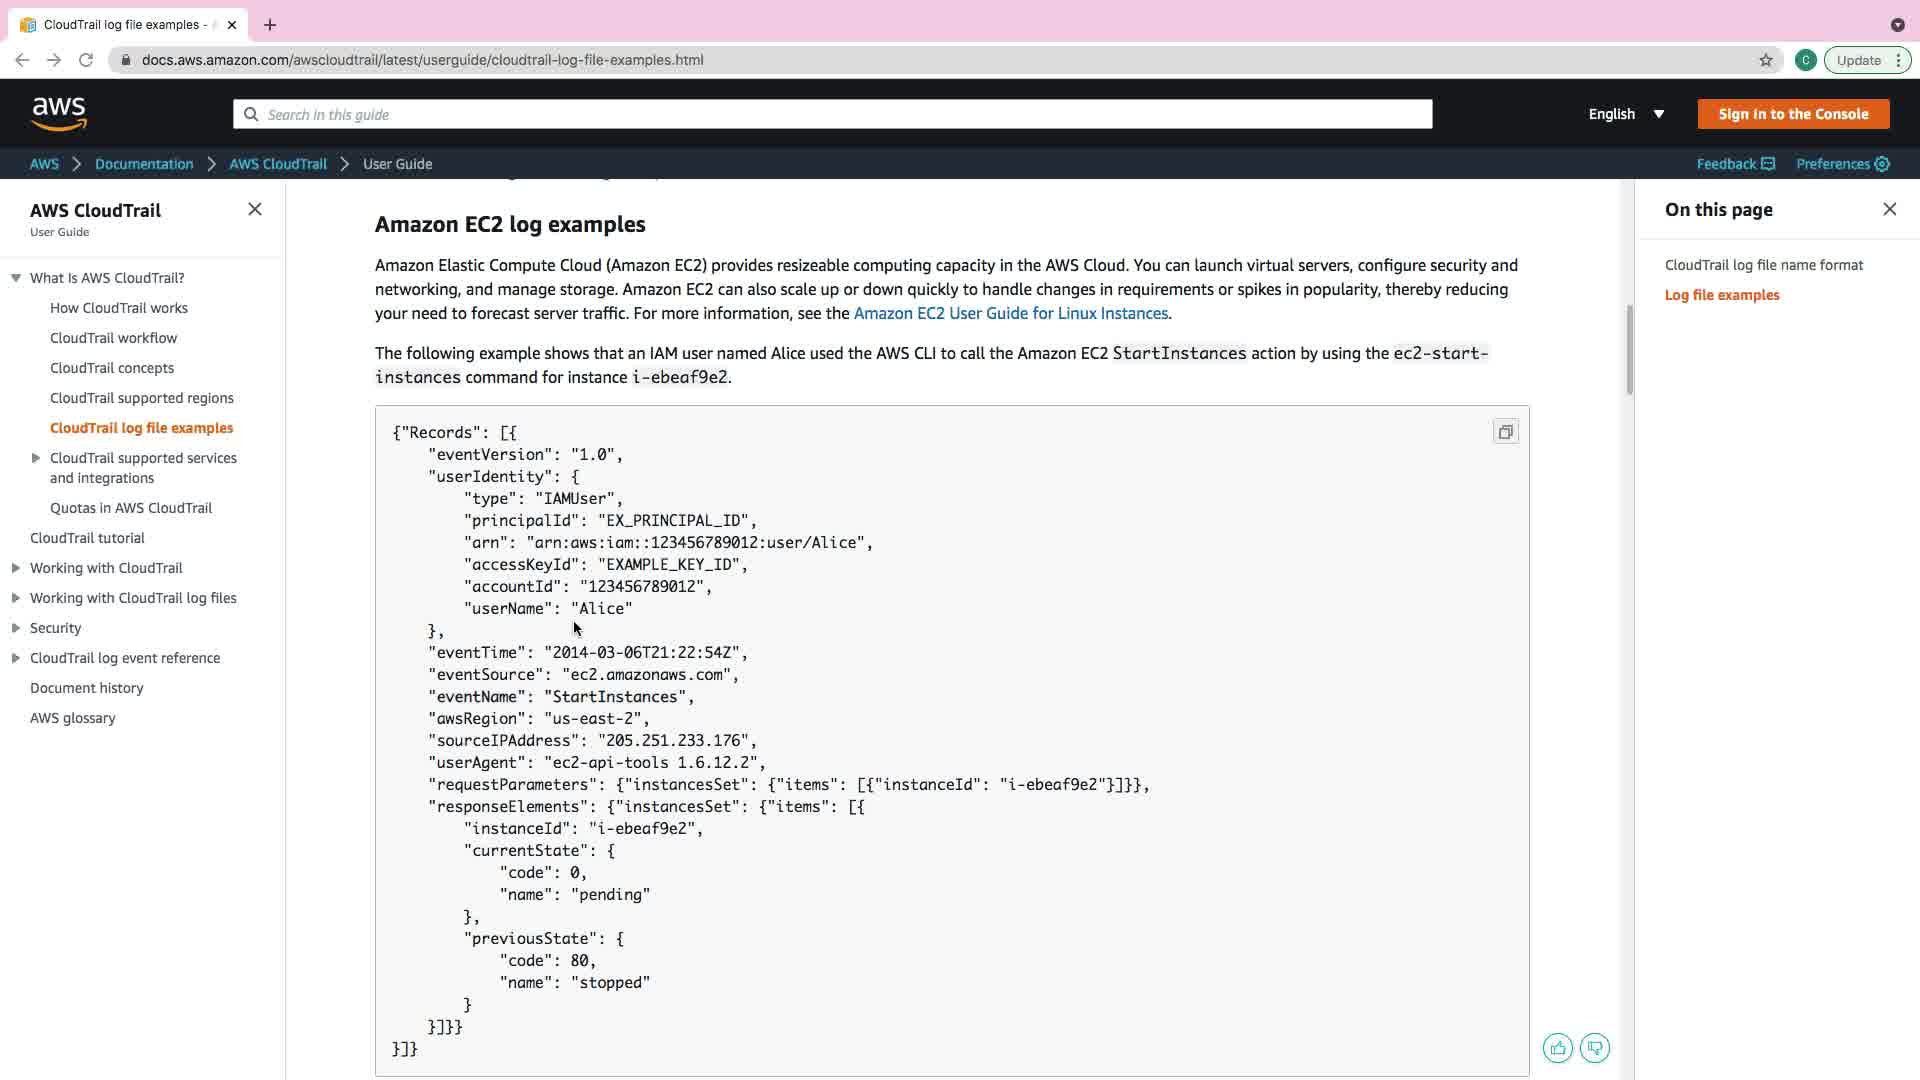 CloudTrail log file examples -
docs.aws.amazon.com/awscloudtrail/latest/userguide/cloudtrail-log-file-examples.html
C
Update
aws
Search in this guide
English
Sign In to the Console
AWS
Documentation
AWS CloudTrail
User Guide
Feedback
Preferences
AWS CloudTrail
User Guide
What Is AWS CloudTrail?
How CloudTrail works
CloudTrail workflow
CloudTrail concepts
CloudTrail supported regions
CloudTrail log file examples
CloudTrail supported services
and integrations
Quotas in AWS CloudTrail
CloudTrail tutorial
Working with CloudTrail
Working with CloudTrail log files
Security
CloudTrail log event reference
Document history
AWS glossary
Amazon EC2 log examples
Amazon Elastic Compute Cloud (Amazon EC2) provides resizeable computing capacity in the AWS Cloud. You can launch virtual servers, configure security and
networking, and manage storage. Amazon EC2 can also scale up or down quickly to handle changes in requirements or spikes in popularity, thereby reducing
your need to forecast server traffic. For more information, see the Amazon EC2 User Guide for Linux Instances.
The following example shows that an IAM user named Alice used the AWS CLI to call the Amazon EC2 StartInstances action by using the ec2-start-
instances command for instance i-ebeaf9e2.
{"Records": [{
"eventVersion": "1.0",
"userIdentity": {
"type": "IAMUser",
"principalId": "EX_PRINCIPAL_ID",
"arn": "arn:aws:iam::123456789012:user/Alice",
"accessKeyId": "EXAMPLE_KEY_ID",
"accountId": "123456789012",
"userName": "Alice"
},
"eventTime": "2014-03-06T21:22:54Z",
"eventSource": "ec2.amazonaws.com",
"eventName": "StartInstances",
"awsRegion": "us-east-2",
"sourceIPAddress": "205.251.233.176",
"userAgent": "ec2-api-tools 1.6.12.2",
"requestParameters": {"instancesSet": {"items": [{"instanceId": "i-ebeaf9e2"}]}},
"responseElements": {"instancesSet": {"items": [{
"instanceId": "i-ebeaf9e2",
"currentState": {
"code": 0,
"name": "pending"
},
"previousState": {
"code": 80,
"name": "stopped"
}
}]}}
}]}
On this page
CloudTrail log file name format
Log file examples